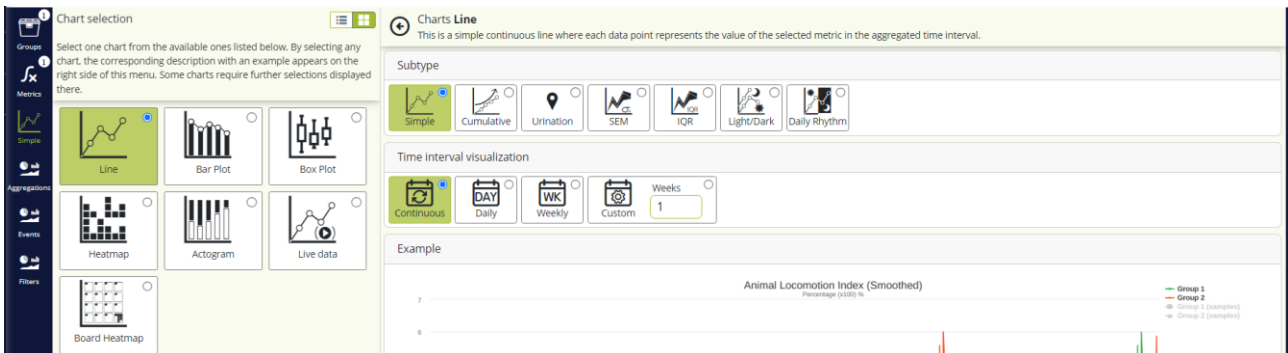 1
Groups
1
Metrics
Simple
Aggregations
Events
Filters
Chart selection
Select one chart from the available ones listed below. By selecting any
chart, the corresponding description with an example appears on the
right side of this menu. Some charts require further selections displayed
there.
Line
Bar Plot
Box Plot
Heatmap
Actogram
Live data
Board Heatmap
Charts Line
This is a simple continuous line where each data point represents the value of the selected metric in the aggregated time interval.
Subtype
Simple
Cumulative
Urination
SEM
IQR
IQR
Light/Dark
Daily Rhythm
Time interval visualization
Continuous
DAY
Daily
WK
Weekly
Custom
Weeks
1
Example
Animal Locomotion Index (Smoothed)
Percentage (x100) %
7
6
Group 1
Group 2
Group 1 (samples)
Group 2 (samples)